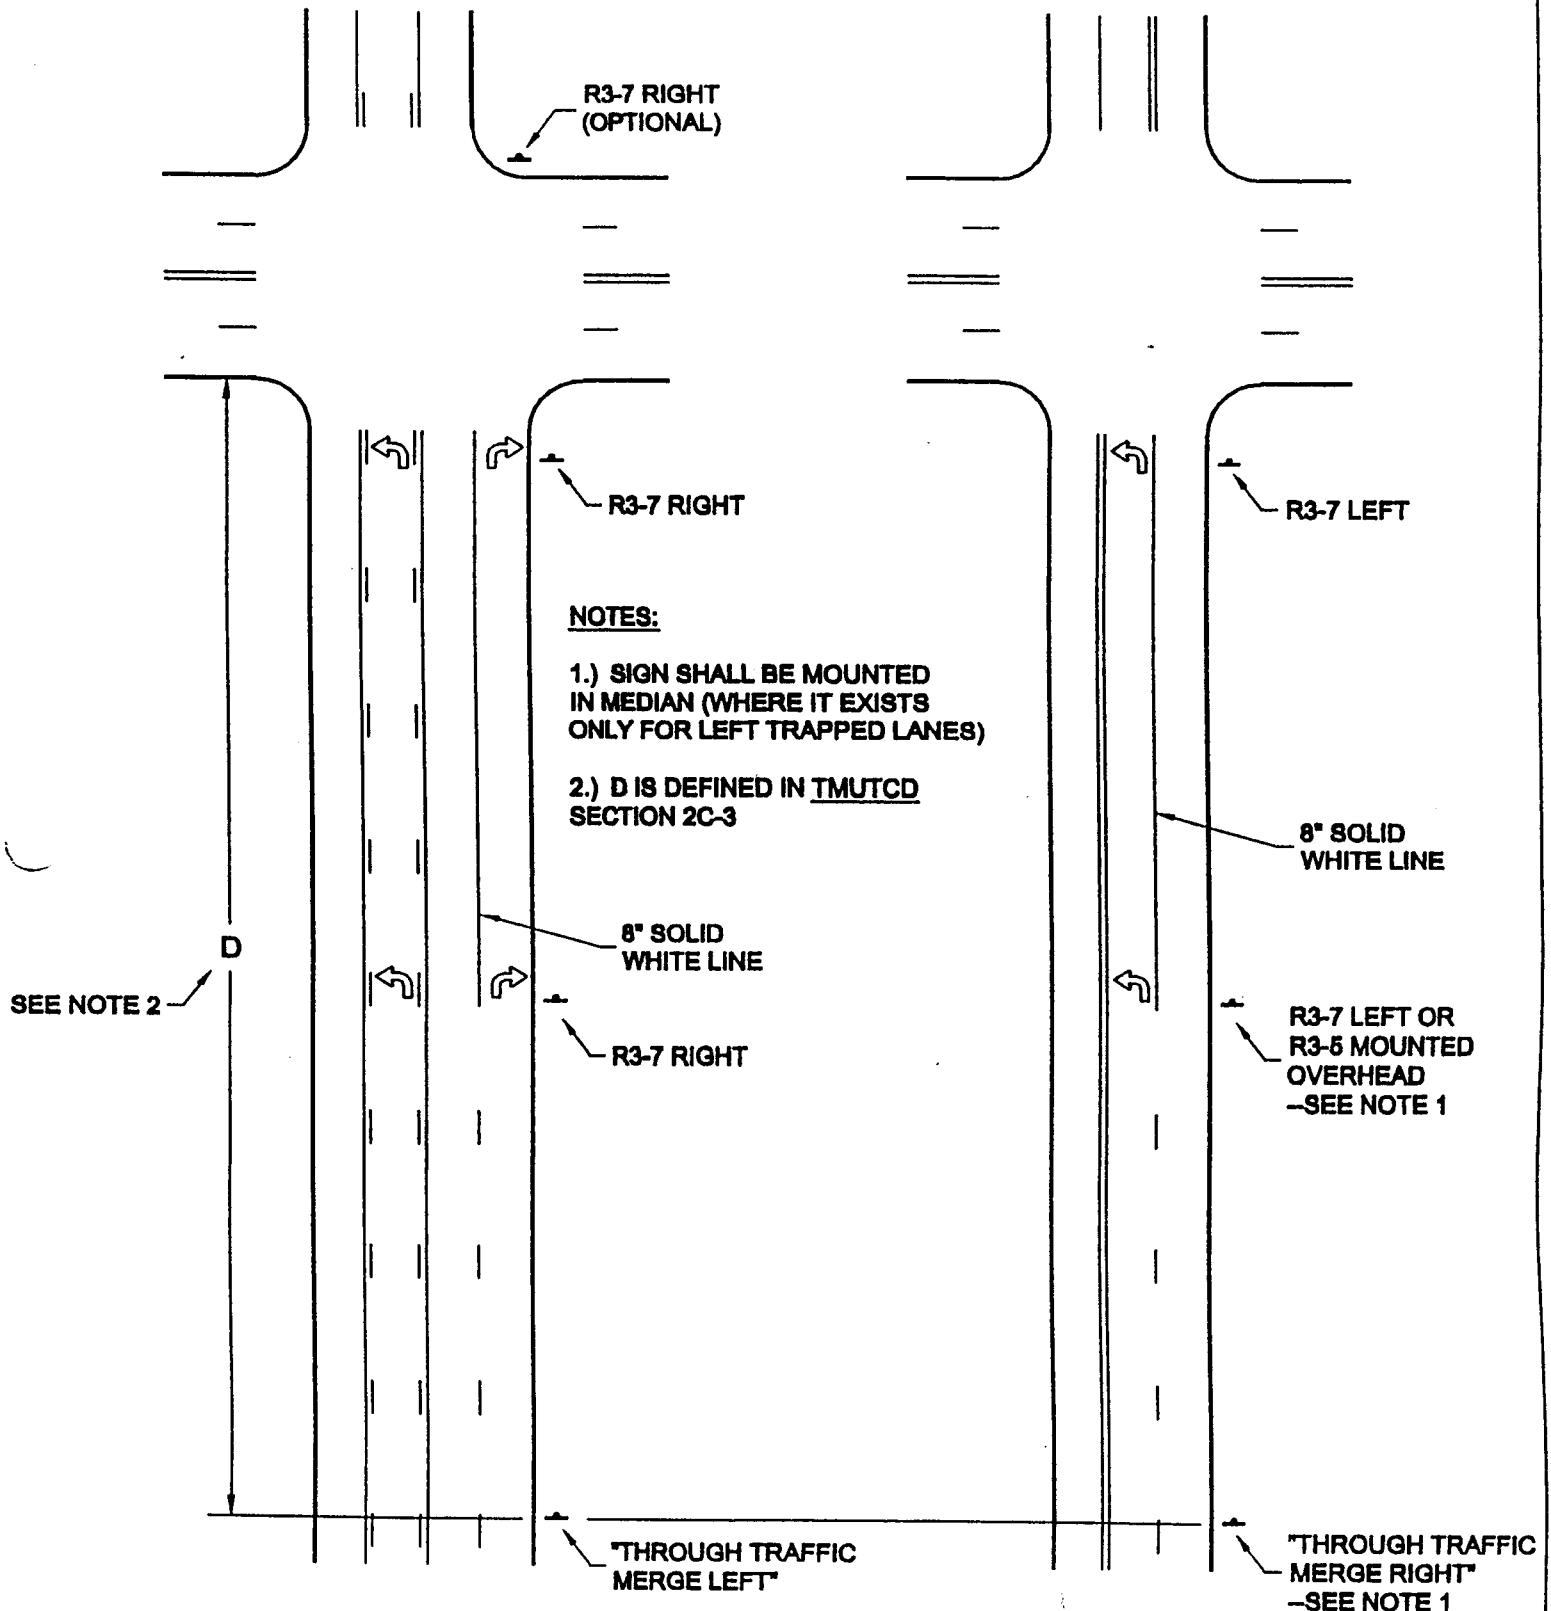 R3-7 RIGHT
(OPTIONAL)
R3-7 RIGHT
R3-7 LEFT
NOTES:
1.) SIGN SHALL BE MOUNTED
IN MEDIAN (WHERE IT EXISTS
ONLY FOR LEFT TRAPPED LANES)
2.) D IS DEFINED IN TMUTCD
SECTION 2C-3
8" SOLID
WHITE LINE
8" SOLID
WHITE LINE
D
SEE NOTE 2
R3-7 RIGHT
R3-7 LEFT OR
R3-5 MOUNTED
OVERHEAD
--SEE NOTE 1
"THROUGH TRAFFIC
MERGE LEFT"
"THROUGH TRAFFIC
MERGE RIGHT"
--SEE NOTE 1